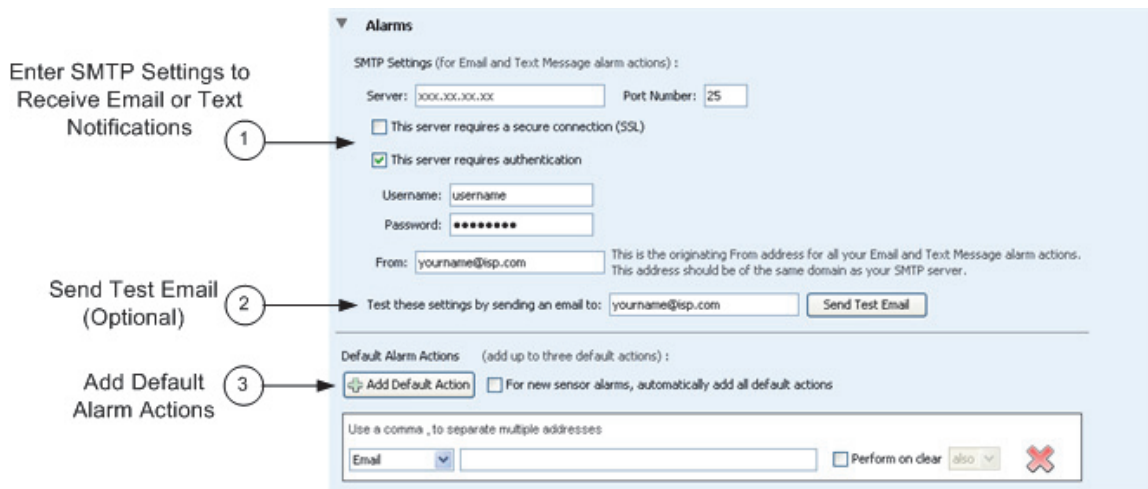 Alarms
SMTP Settings (for Email and Text Message alarm actions) :
Enter SMTP Settings to
Receive Email or Text
Notifications
1
Server: xxx.xx.xx.xx Port Number: 25
This server requires a secure connection (SSL)
This server requires authentication
Username: username
Password: ●●●●●●●●
From: yourname@isp.com
This is the originating From address for all your Email and Text Message alarm actions.
This address should be of the same domain as your SMTP server.
Send Test Email
(Optional)
2
Test these settings by sending an email to: yourname@isp.com Send Test Email
Default Alarm Actions (add up to three default actions) :
Add Default
Alarm Actions
3
Add Default Action For new sensor alarms, automatically add all default actions
Use a comma , to separate multiple addresses
Email Perform on clear also